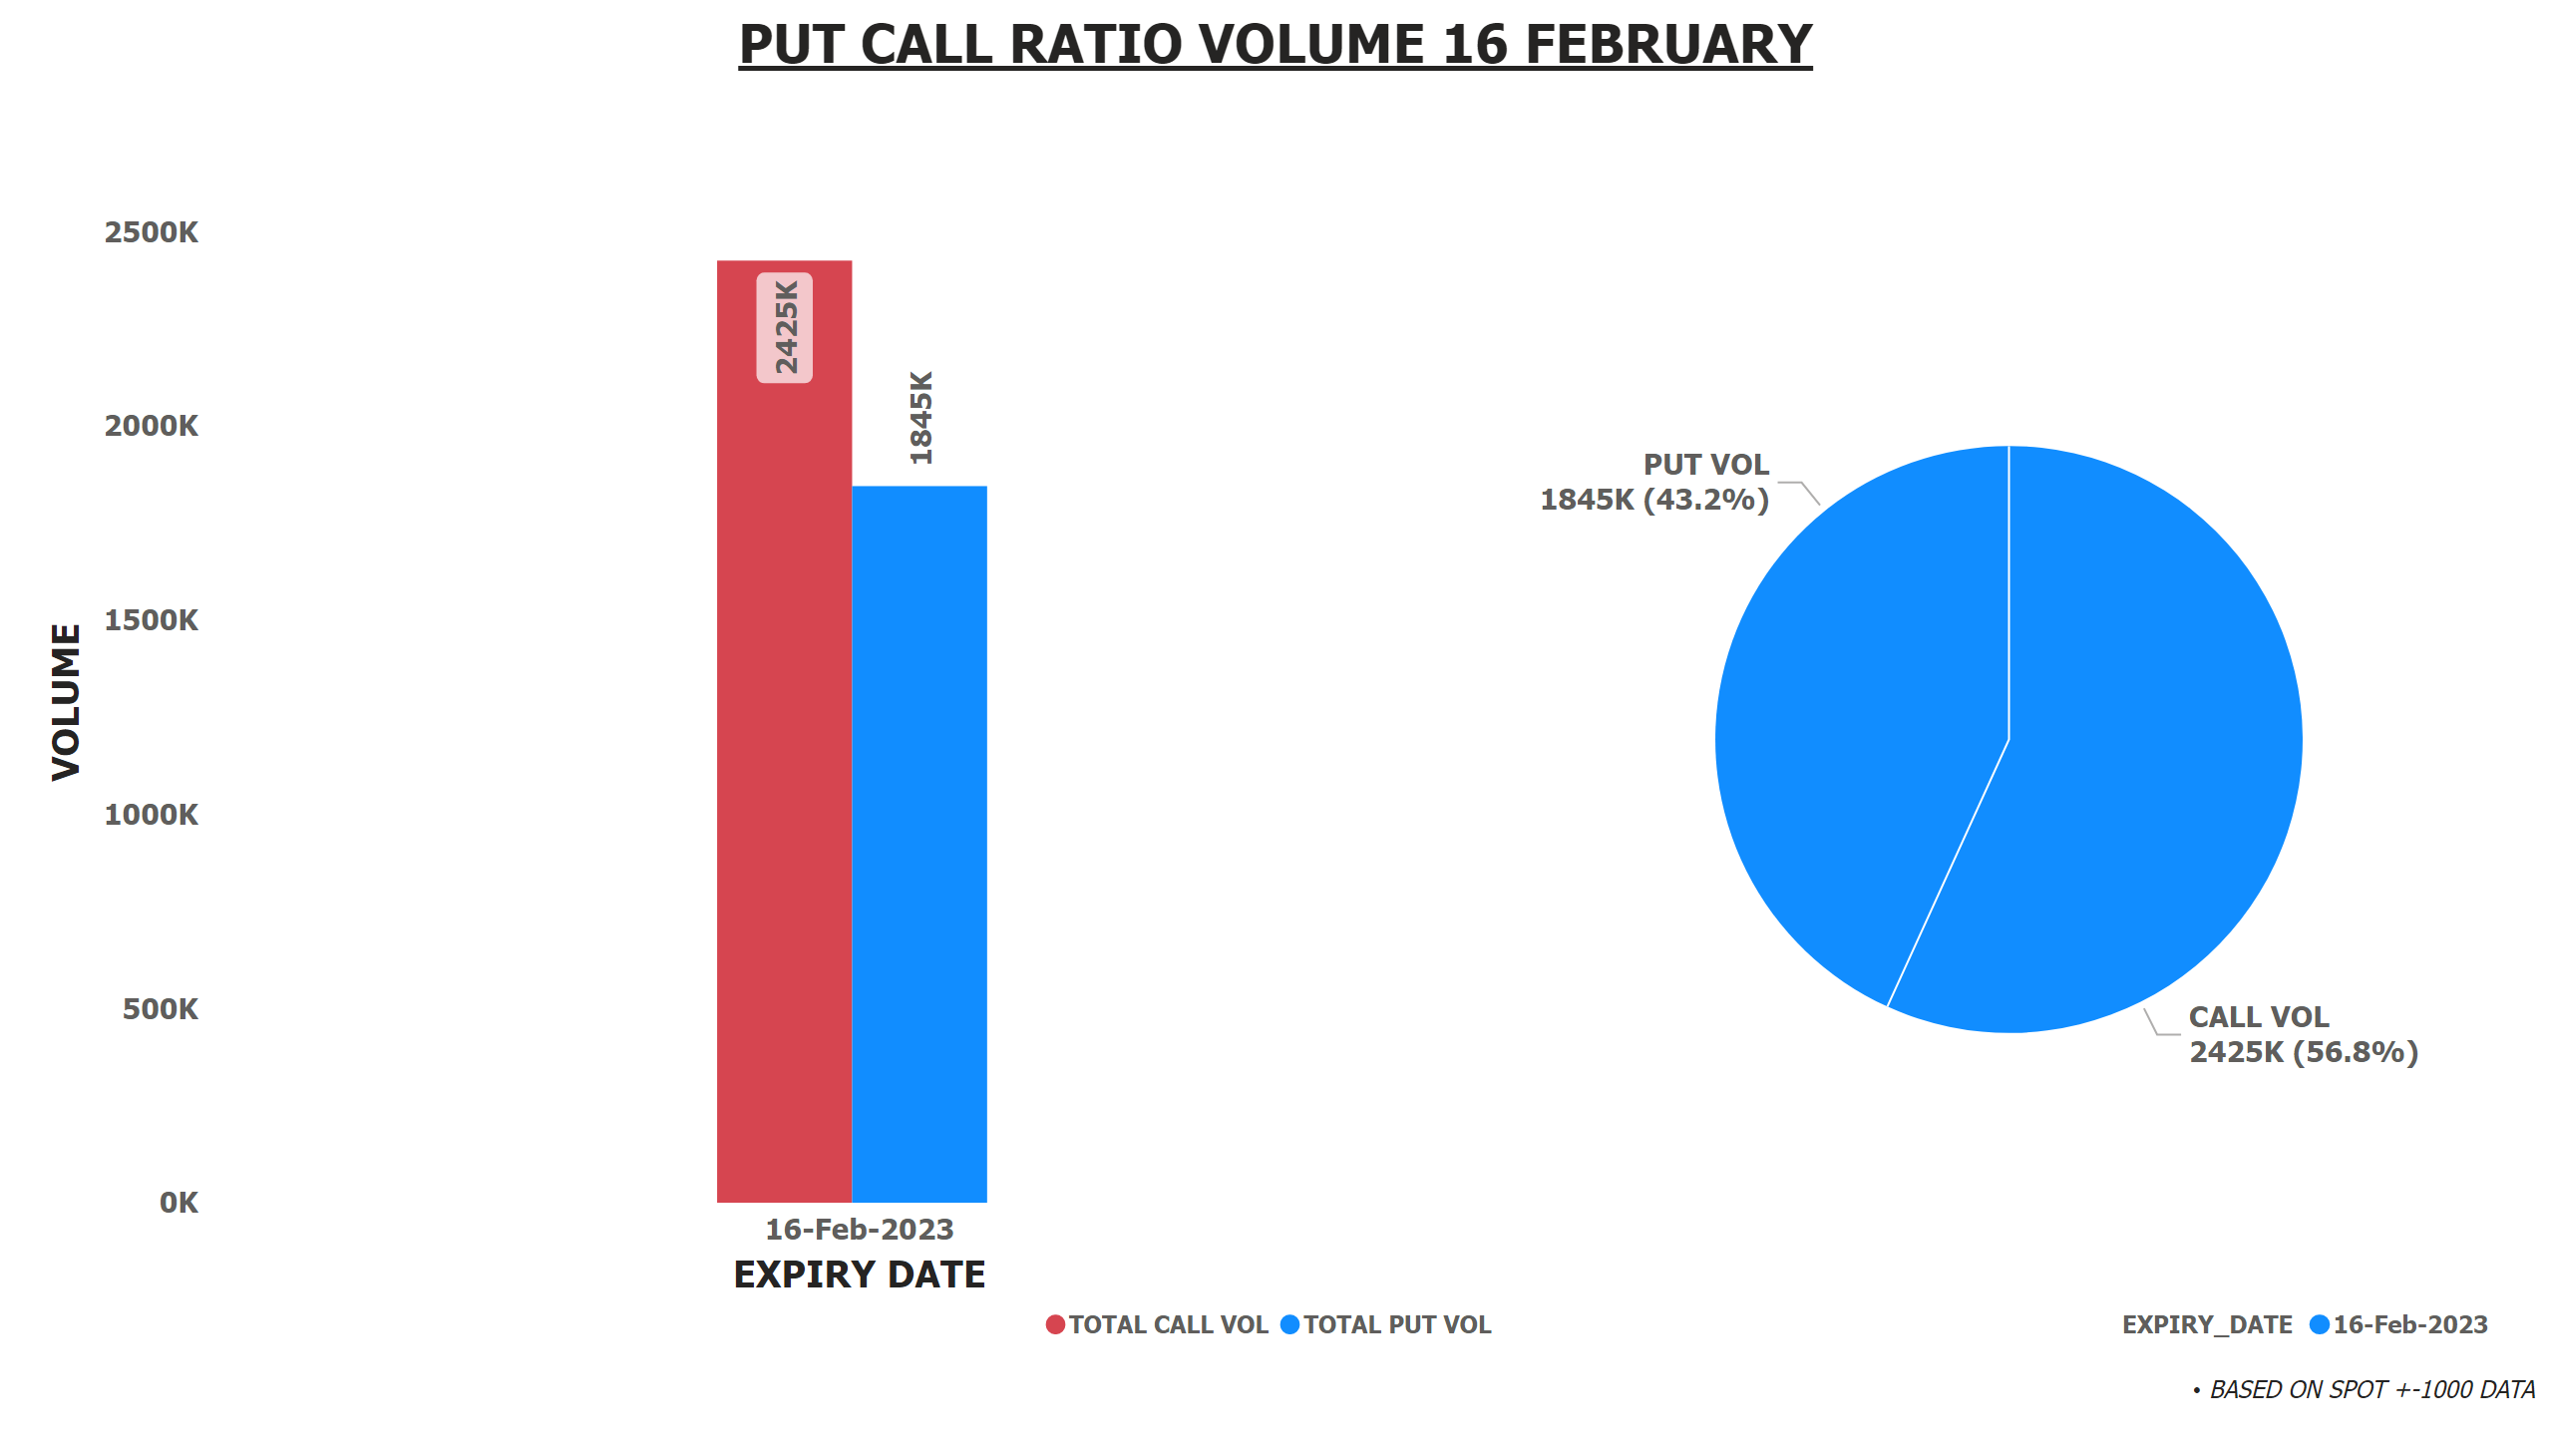 PUT CALL RATIO VOLUME 16 FEBRUARY
2500K
2000K
1500K
1000K
500K
0K
VOLUME
2425K
1845K
16-Feb-2023
EXPIRY DATE
TOTAL CALL VOL TOTAL PUT VOL
PUT VOL
1845K (43.2%)
CALL VOL
2425K (56.8%)
EXPIRY_DATE 16-Feb-2023
• BASED ON SPOT +-1000 DATA